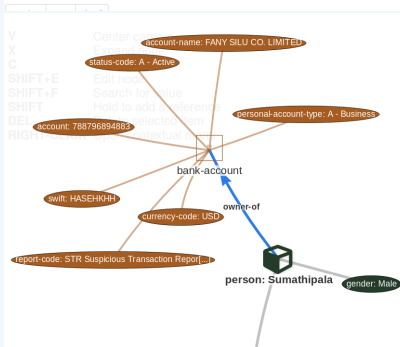 account-name: FANY SILU CO. LIMITED
V Center ca
status-code: A - Active
X
C
SHIFT+E Edit node
SHIFT+F Search for value
SHIFT Hold to add
personal-account-type: A - Business
account: 788796894883
bank-account
swift: HASEHKHH
owner-of
currency-code: USD
report-code: STR Suspicious Transaction Repor[...]
person: Sumathipala
gender: Male